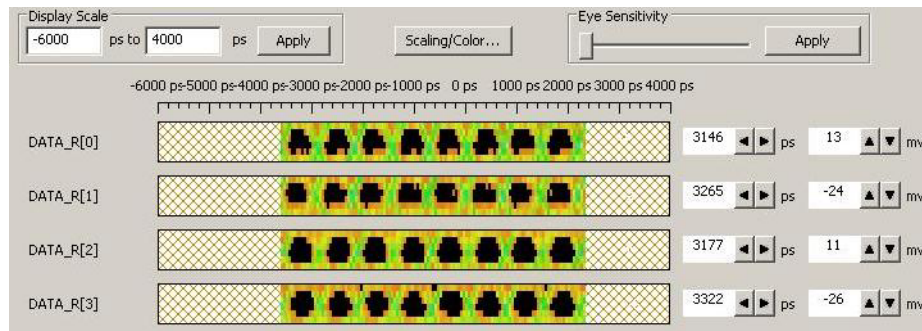 Display Scale
-6000 ps to 4000 ps Apply
Scaling/Color...
Eye Sensitivity
Apply
-6000 ps-5000 ps-4000 ps-3000 ps-2000 ps-1000 ps 0 ps 1000 ps 2000 ps 3000 ps 4000 ps
DATA_R[0] 3146 ps 13 mv
DATA_R[1] 3265 ps -24 mv
DATA_R[2] 3177 ps 11 mv
DATA_R[3] 3322 ps -26 mv